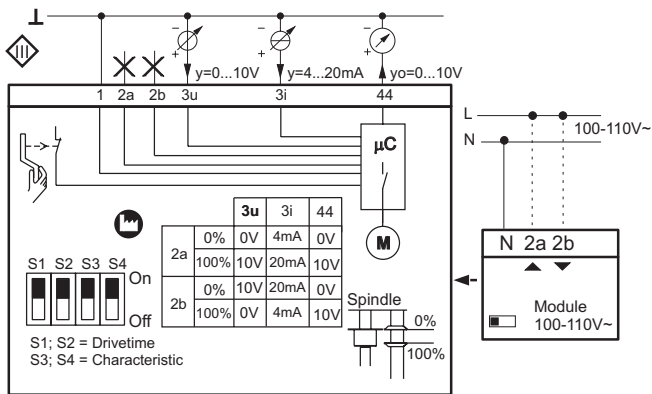 ⊥
III
− + − + − +
y=0...10V y=4...20mA yo=0...10V
1 2a 2b 3u 3i 44
L
100-110V~
N
µC
3u 3i 44
2a 0% 0V 4mA 0V
100% 10V 20mA 10V
2b 0% 10V 20mA 0V
100% 0V 4mA 10V
M
N 2a 2b
S1 S2 S3 S4
On
Off
S1; S2 = Drivetime
S3; S4 = Characteristic
Spindle
0%
100%
Module
100-110V~